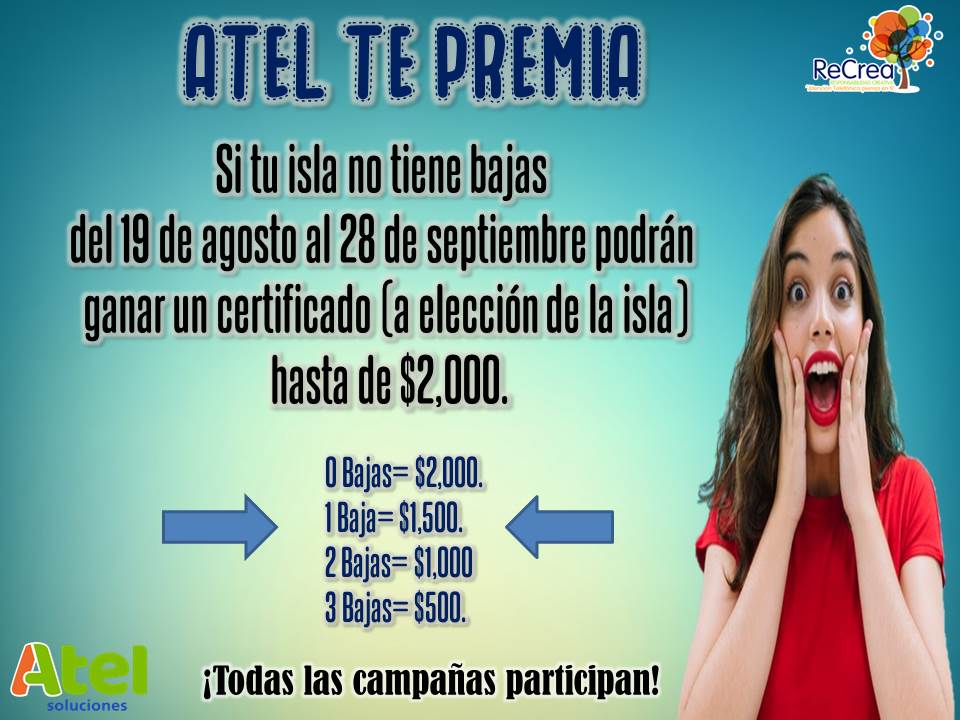 ATEL TE PREMIA
ReCrea
RESPONSABILIDAD CREATIVA
Si tu isla no tiene bajas
del 19 de agosto al 28 de septiembre podrán
ganar un certificado (a elección de la isla)
hasta de $2,000.
0 Bajas= $2,000.
1 Baja= $1,500.
2 Bajas= $1,000
3 Bajas= $500.
Atel
soluciones
¡Todas las campañas participan!